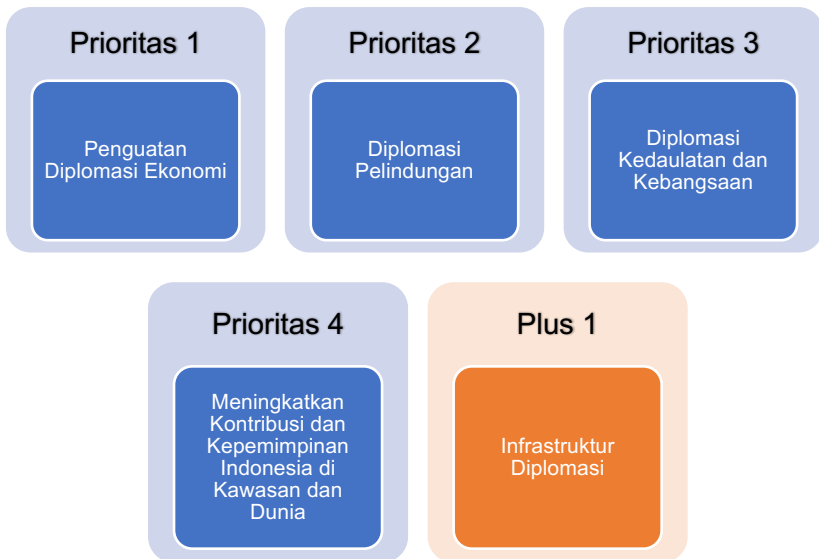 Prioritas 1
Penguatan
Diplomasi Ekonomi
Prioritas 2
Diplomasi
Pelindungan
Prioritas 3
Diplomasi
Kedaulatan dan
Kebangsaan
Prioritas 4
Meningkatkan
Kontribusi dan
Kepemimpinan
Indonesia di
Kawasan dan
Dunia
Plus 1
Infrastruktur
Diplomasi